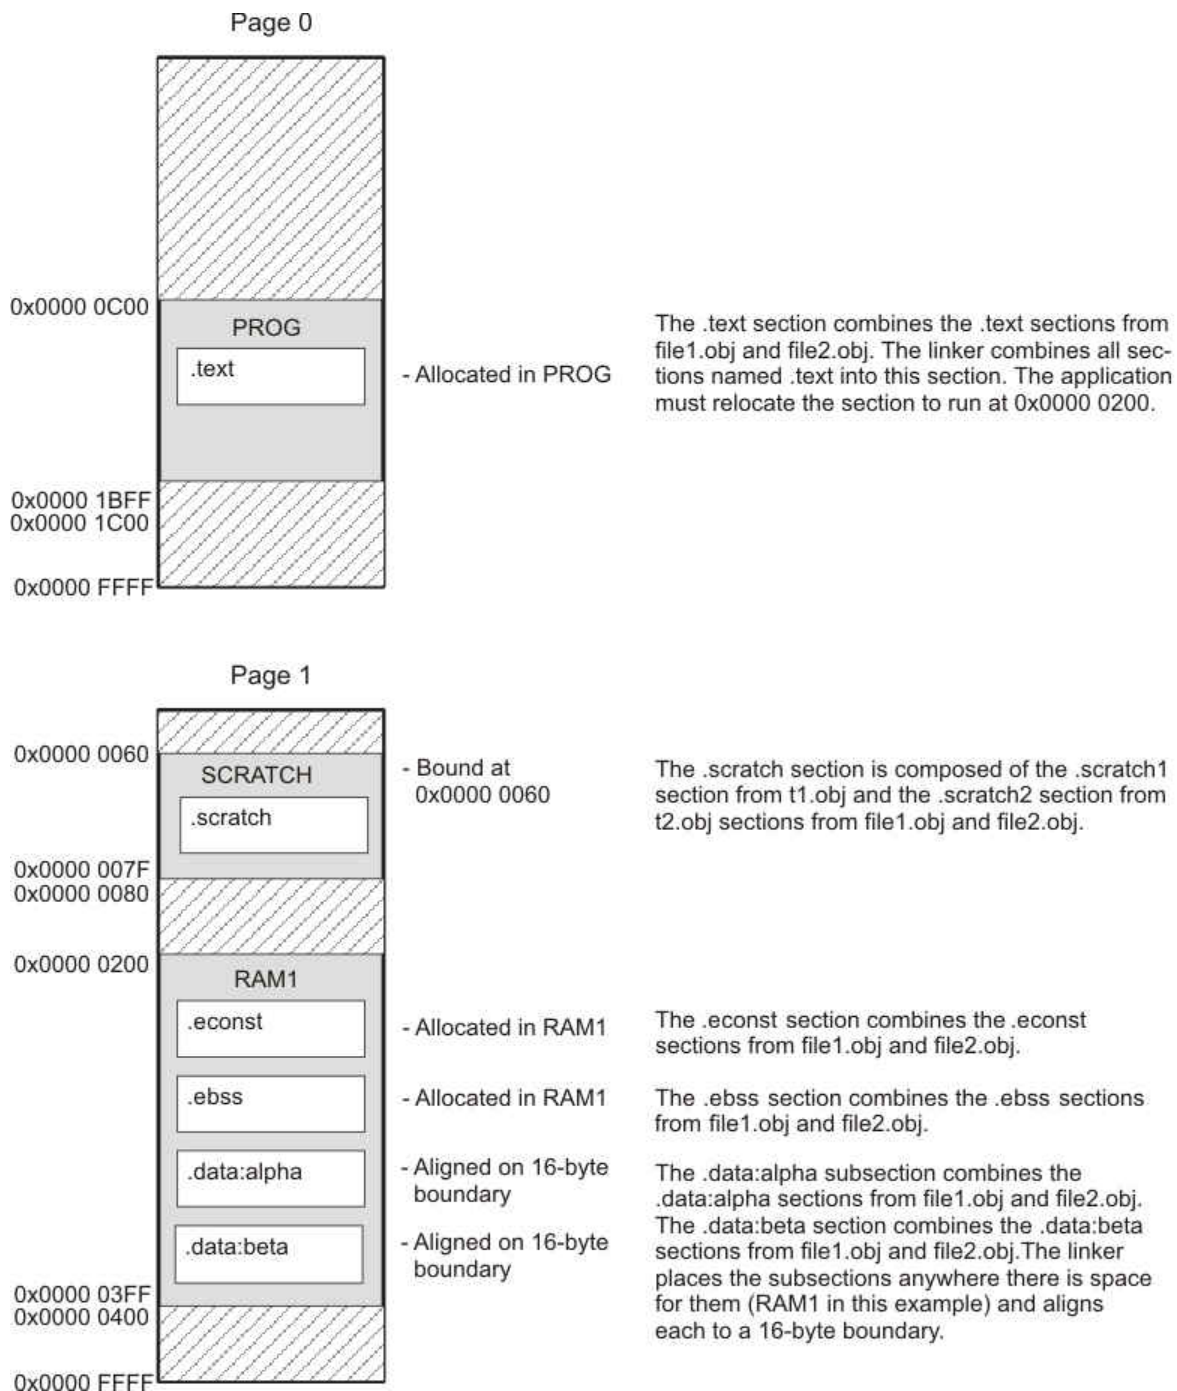 Page 0
0x0000 0C00
PROG
.text
- Allocated in PROG
The .text section combines the .text sections from
file1.obj and file2.obj. The linker combines all sec-
tions named .text into this section. The application
must relocate the section to run at 0x0000 0200.
0x0000 1BFF
0x0000 1C00
0x0000 FFFF
Page 1
0x0000 0060
SCRATCH
.scratch
- Bound at
0x0000 0060
The .scratch section is composed of the .scratch1
section from t1.obj and the .scratch2 section from
t2.obj sections from file1.obj and file2.obj.
0x0000 007F
0x0000 0080
0x0000 0200
RAM1
.econst
- Allocated in RAM1
The .econst section combines the .econst
sections from file1.obj and file2.obj.
.ebss
- Allocated in RAM1
The .ebss section combines the .ebss sections
from file1.obj and file2.obj.
.data:alpha
- Aligned on 16-byte
boundary
The .data:alpha subsection combines the
.data:alpha sections from file1.obj and file2.obj.
.data:beta
- Aligned on 16-byte
boundary
The .data:beta section combines the .data:beta
sections from file1.obj and file2.obj.The linker
places the subsections anywhere there is space
for them (RAM1 in this example) and aligns
each to a 16-byte boundary.
0x0000 03FF
0x0000 0400
0x0000 FFFF